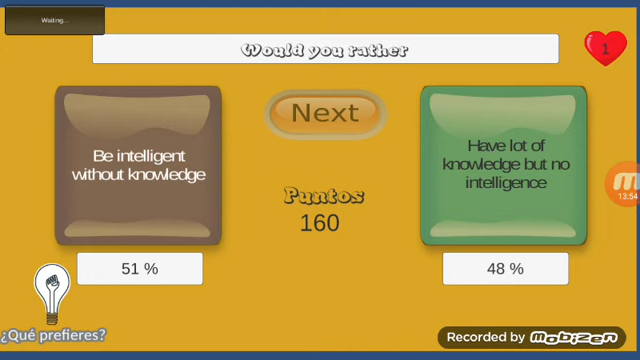 Waiting...
Would you rather
1
Next
Be intelligent
without knowledge
Have lot of
knowledge but no
intelligence
Puntos
160
13:54
51 %
48 %
¿Qué prefieres?
Recorded by mobizen